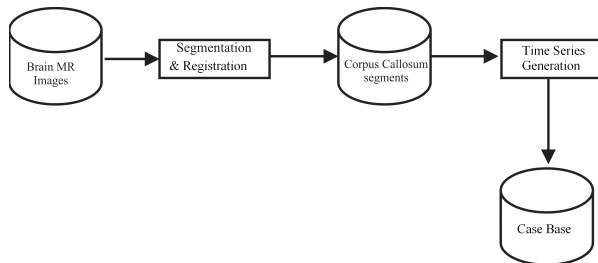 Brain MR
Images
Segmentation
& Registration
Corpus Callosum
segments
Time Series
Generation
Case Base